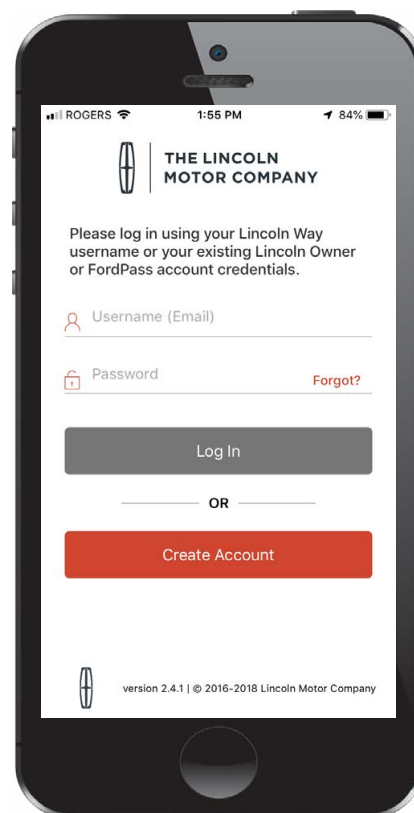 ROGERS 1:55 PM 84%
THE LINCOLN
MOTOR COMPANY
Please log in using your Lincoln Way
username or your existing Lincoln Owner
or FordPass account credentials.
Username (Email)
Password Forgot?
Log In
OR
Create Account
version 2.4.1 | © 2016-2018 Lincoln Motor Company